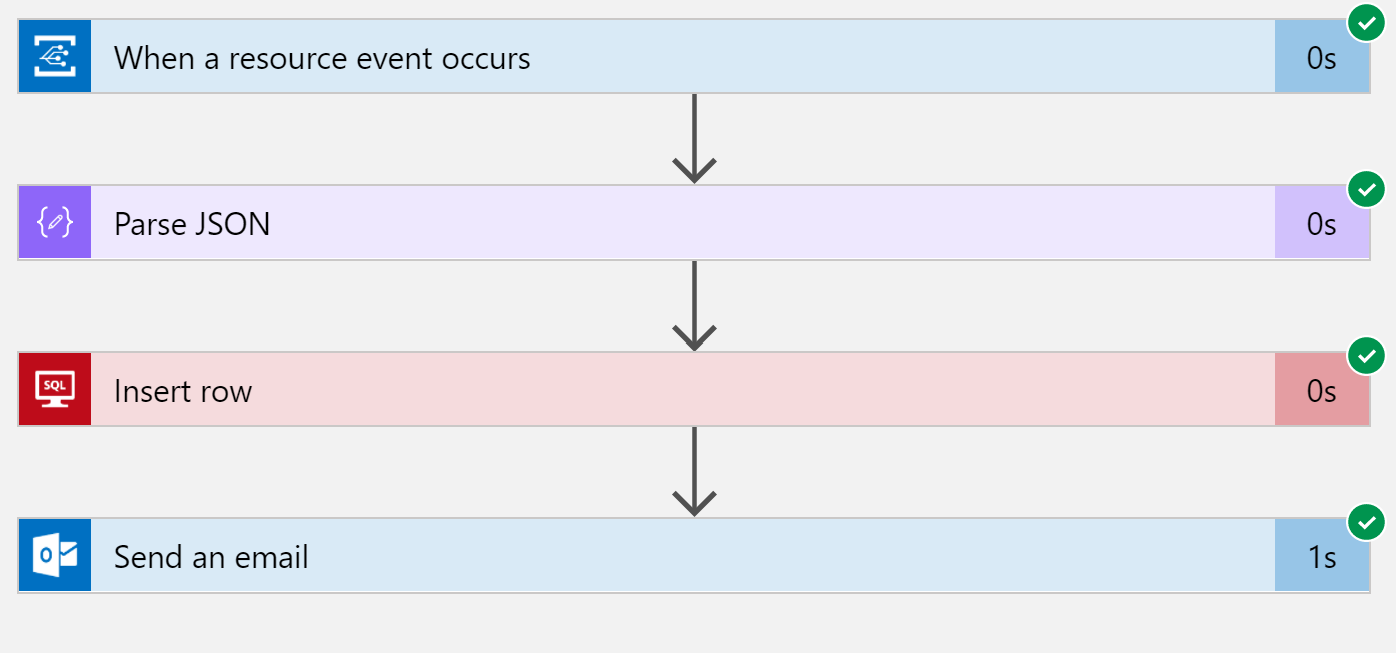 When a resource event occurs
0s
Parse JSON
0s
SQL
Insert row
0s
O
Send an email
1s